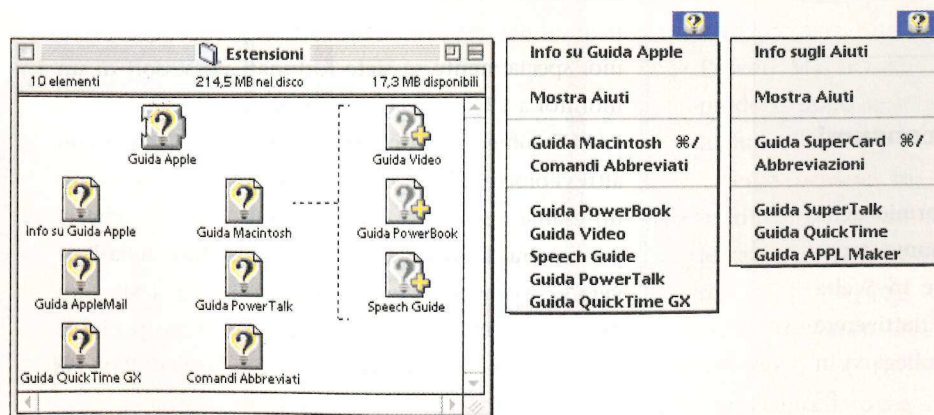 Estensioni
10 elementi 214,5 MB nel disco 17,3 MB disponibili
Guida Apple
Guida Video
Info su Guida Apple
Guida Macintosh
Guida PowerBook
Guida AppleMail
Guida PowerTalk
Speech Guide
Guida QuickTime GX
Comandi Abbreviati
Info su Guida Apple
Mostra Aiuti
Guida Macintosh ⌘/
Comandi Abbreviati
Guida PowerBook
Guida Video
Speech Guide
Guida PowerTalk
Guida QuickTime GX
Info sugli Aiuti
Mostra Aiuti
Guida SuperCard ⌘/
Abbreviazioni
Guida SuperTalk
Guida QuickTime
Guida APPL Maker